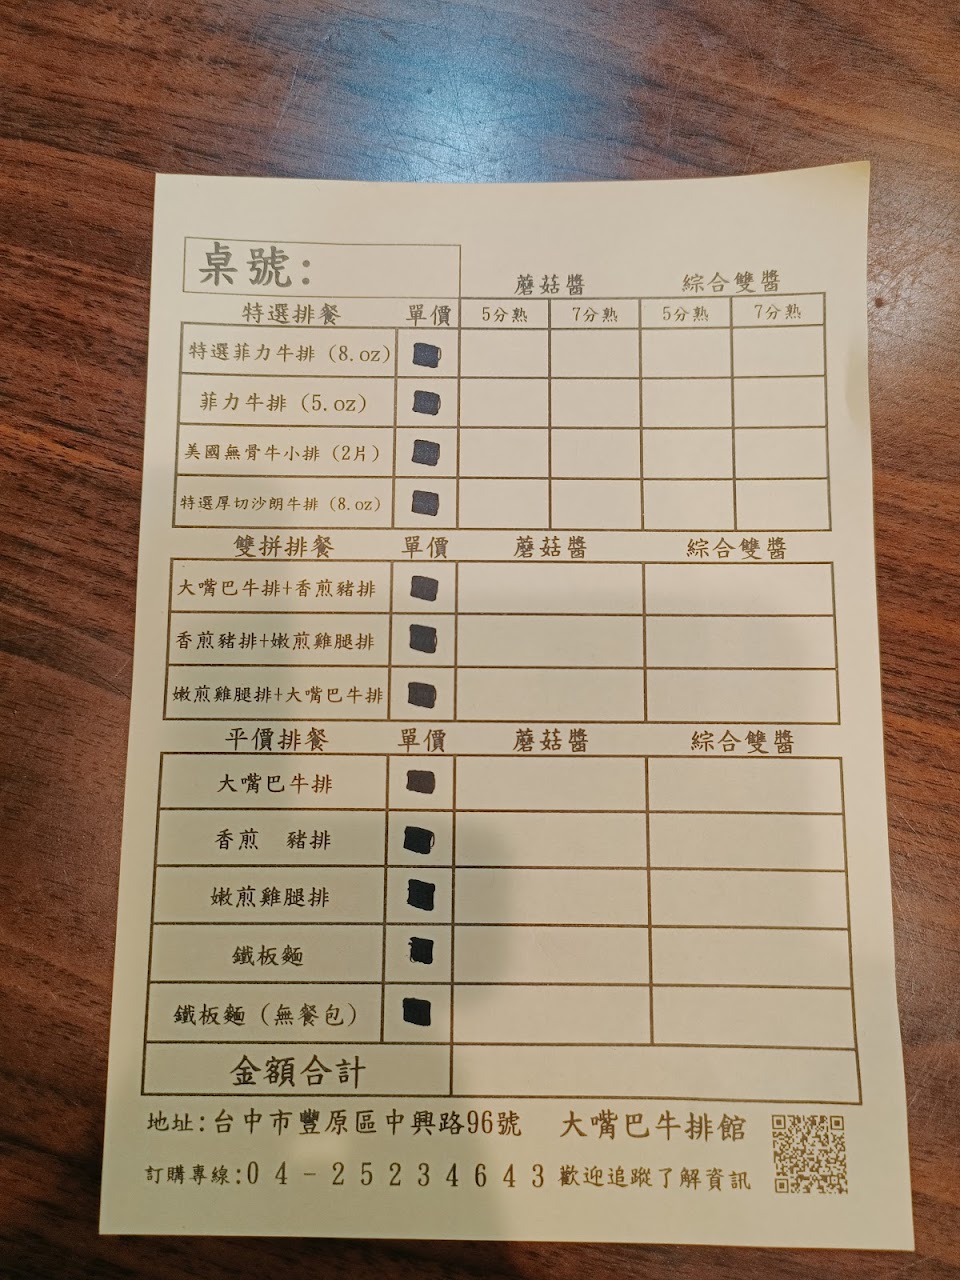 桌號:
蘑菇醬 綜合雙醬
特選排餐 單價 5分熟 7分熟 5分熟 7分熟
特選菲力牛排 (8.oz)
菲力牛排 (5.oz)
美國無骨牛小排 (2片)
特選厚切沙朗牛排 (8.oz)
雙拼排餐 單價 蘑菇醬 綜合雙醬
大嘴巴牛排+香煎豬排
香煎豬排+嫩煎雞腿排
嫩煎雞腿排+大嘴巴牛排
平價排餐 單價 蘑菇醬 綜合雙醬
大嘴巴牛排
香煎 豬排
嫩煎雞腿排
鐵板麵
鐵板麵 (無餐包)
金額合計
地址:台中市豐原區中興路96號 大嘴巴牛排館
訂購專線:04-25234643 歡迎追蹤了解資訊